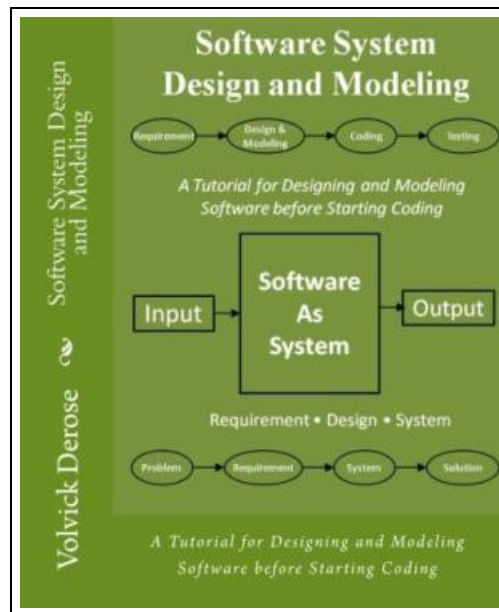 Software System
Design and Modeling
Requirement
Design &
Modeling
Coding
Testing
A Tutorial for Designing and Modeling
Software before Starting Coding
Input
Software
As
System
Output
Requirement • Design • System
Problem
Requirement
System
Solution
A Tutorial for Designing and Modeling
Software before Starting Coding
Volvick Derose
Software System Design
and Modeling